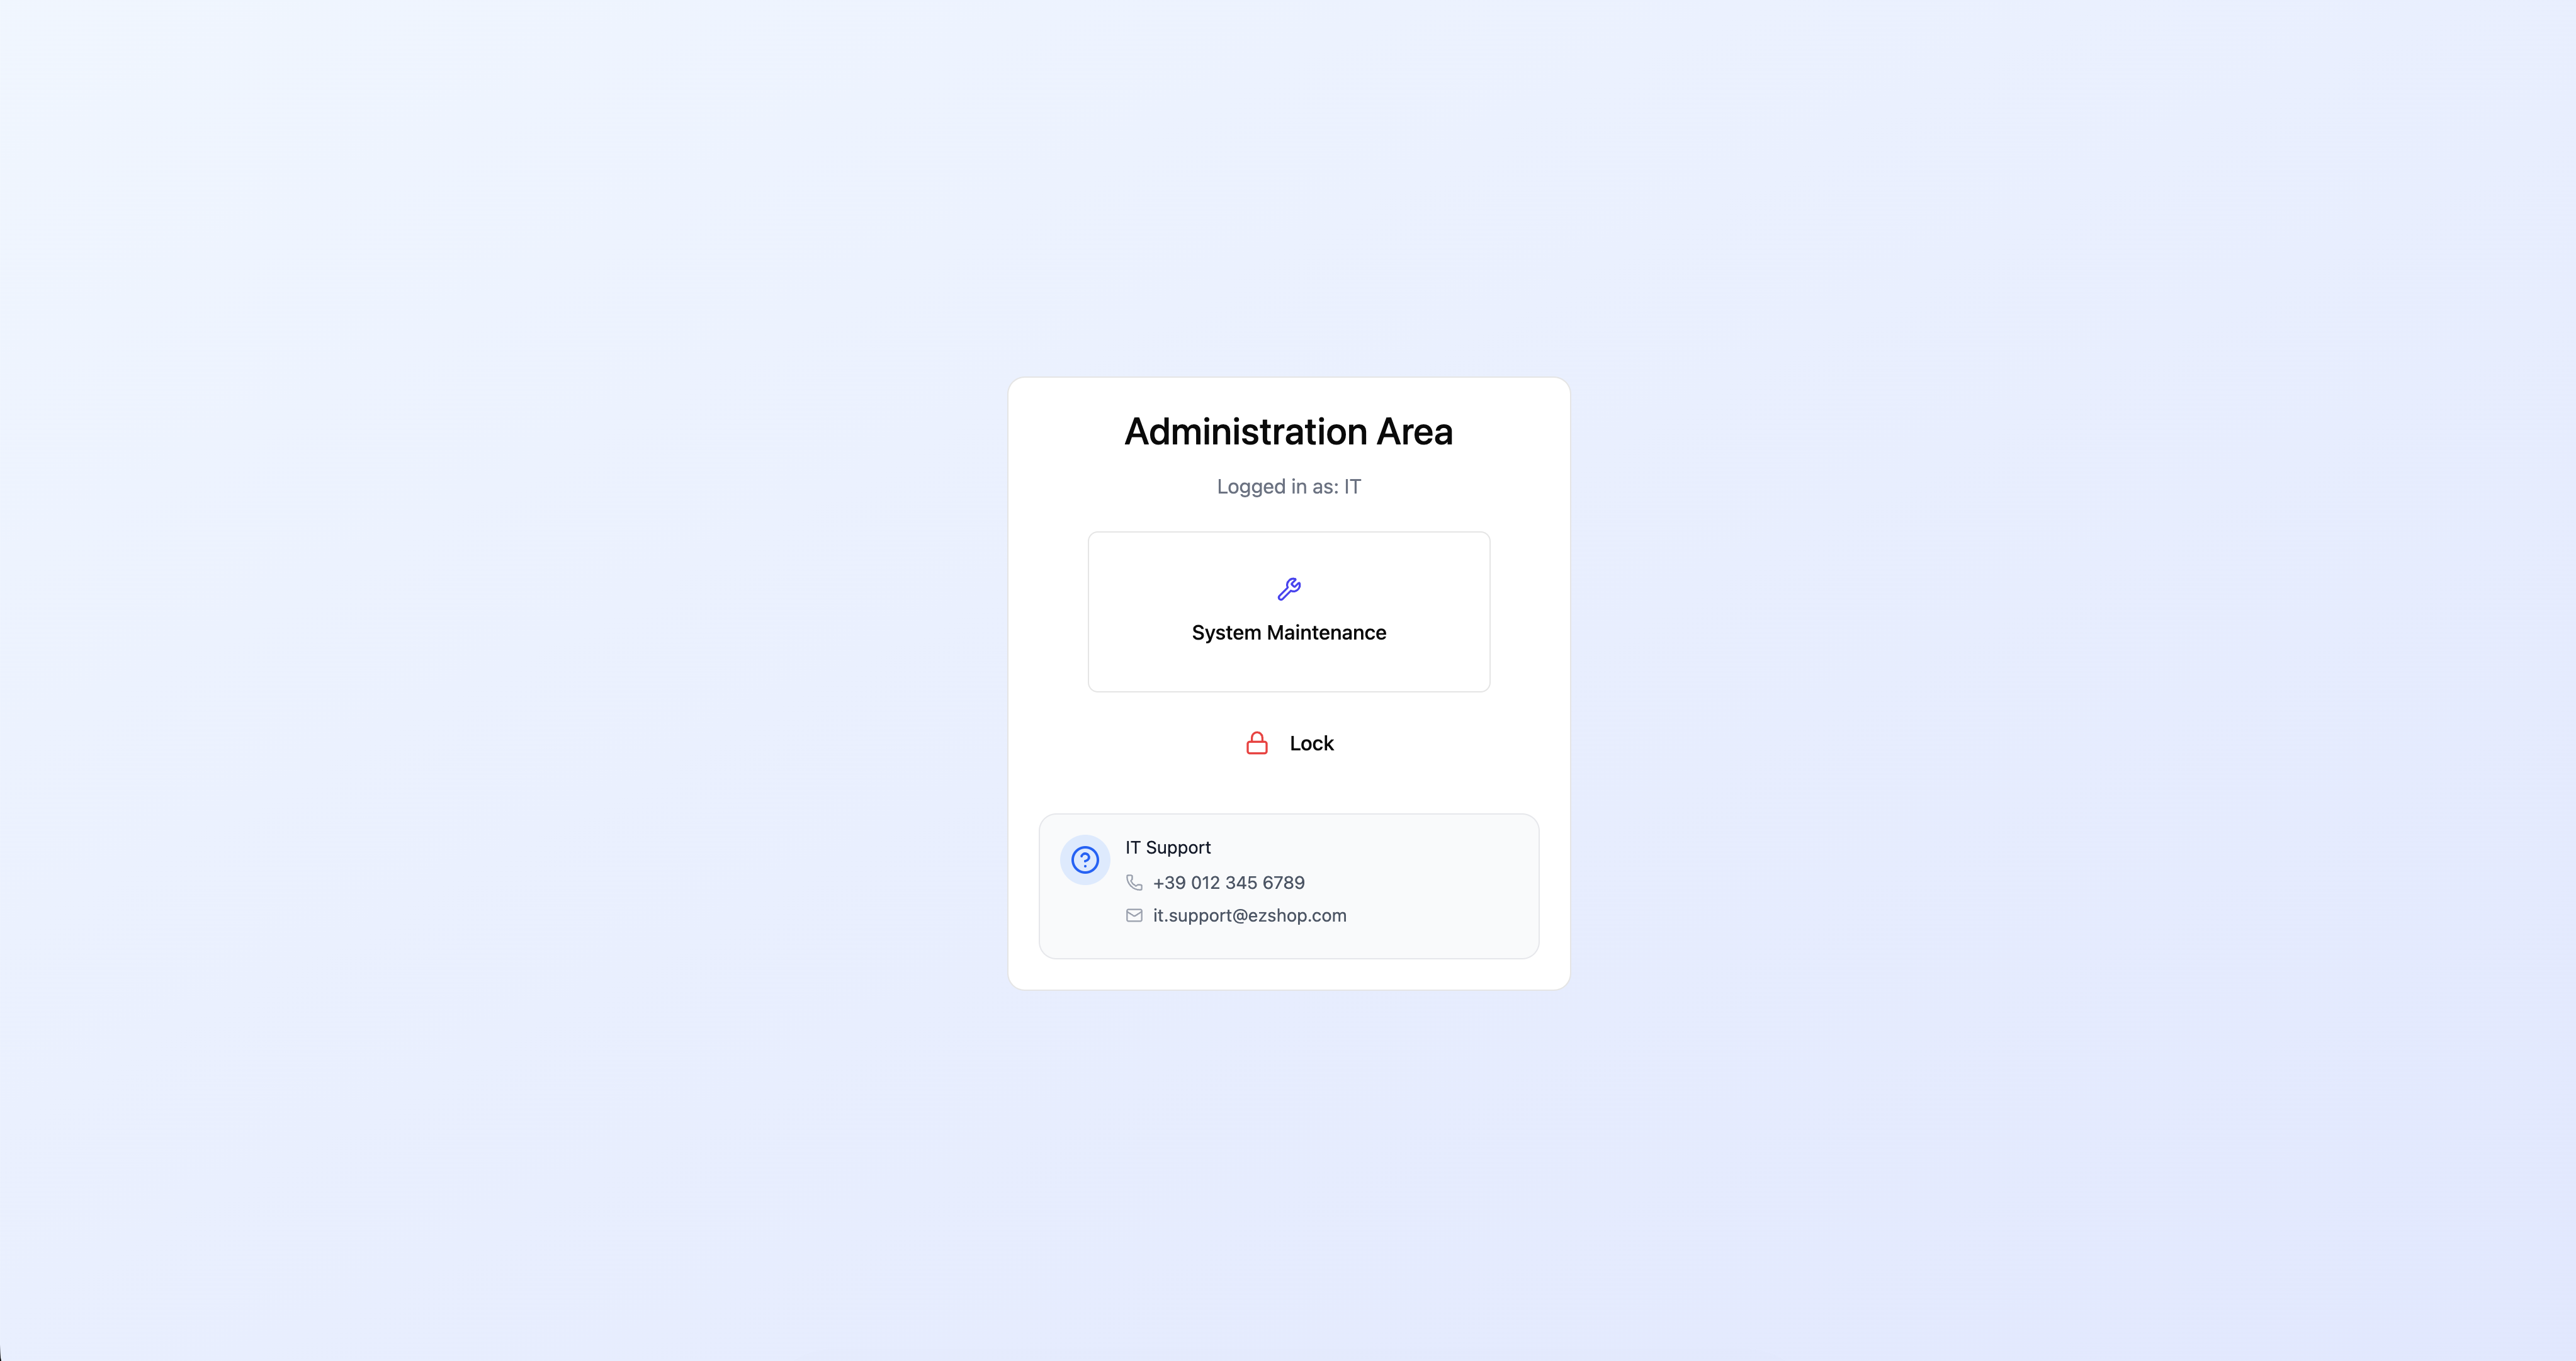 Administration Area
Logged in as: IT
System Maintenance
Lock
IT Support
+39 012 345 6789
it.support@ezshop.com